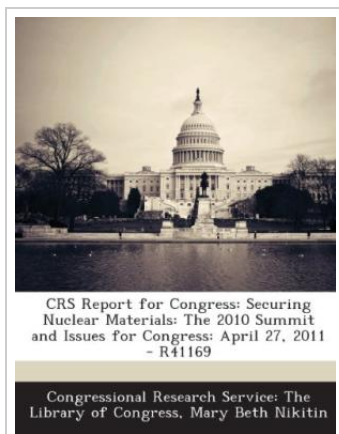 CRS Report for Congress: Securing
Nuclear Materials: The 2010 Summit
and Issues for Congress: April 27, 2011
- R41169
Congressional Research Service: The
Library of Congress, Mary Beth Nikitin